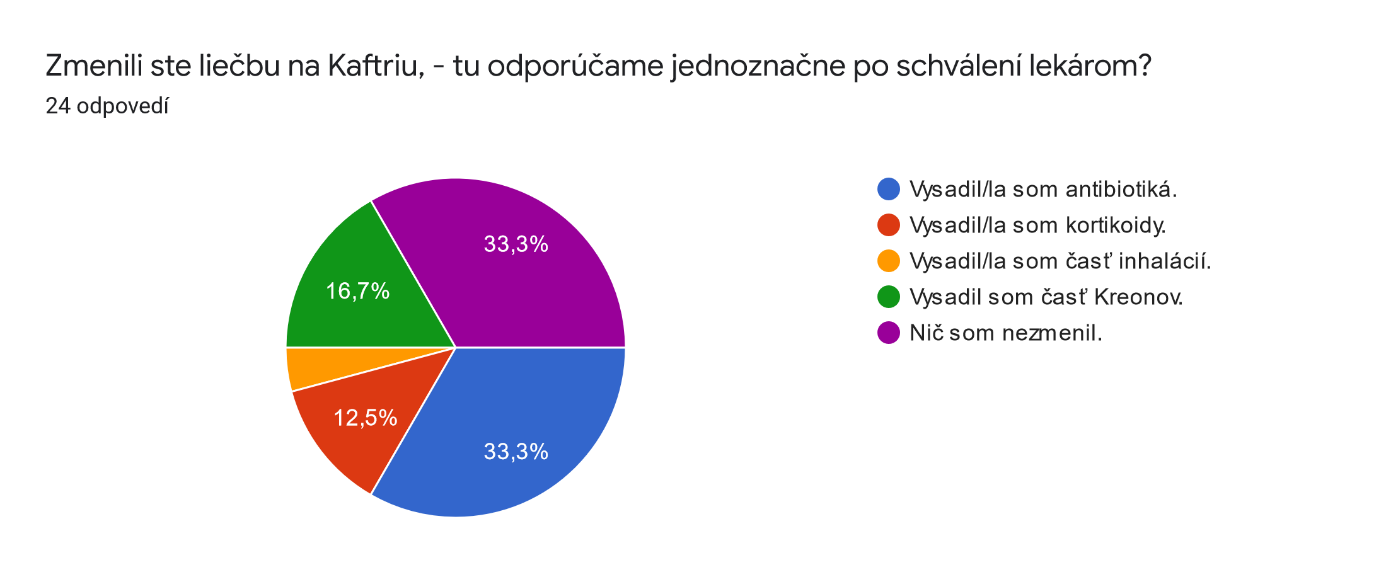 Zmenili ste liečbu na Kaftriu, - tu odporúčame jednoznačne po schválení lekárom?
24 odpovedí
33,3%
16,7%
12,5%
33,3%
Vysadil/la som antibiotiká.
Vysadil/la som kortikoidy.
Vysadil/la som časť inhalácií.
Vysadil som časť Kreonov.
Nič som nezmenil.